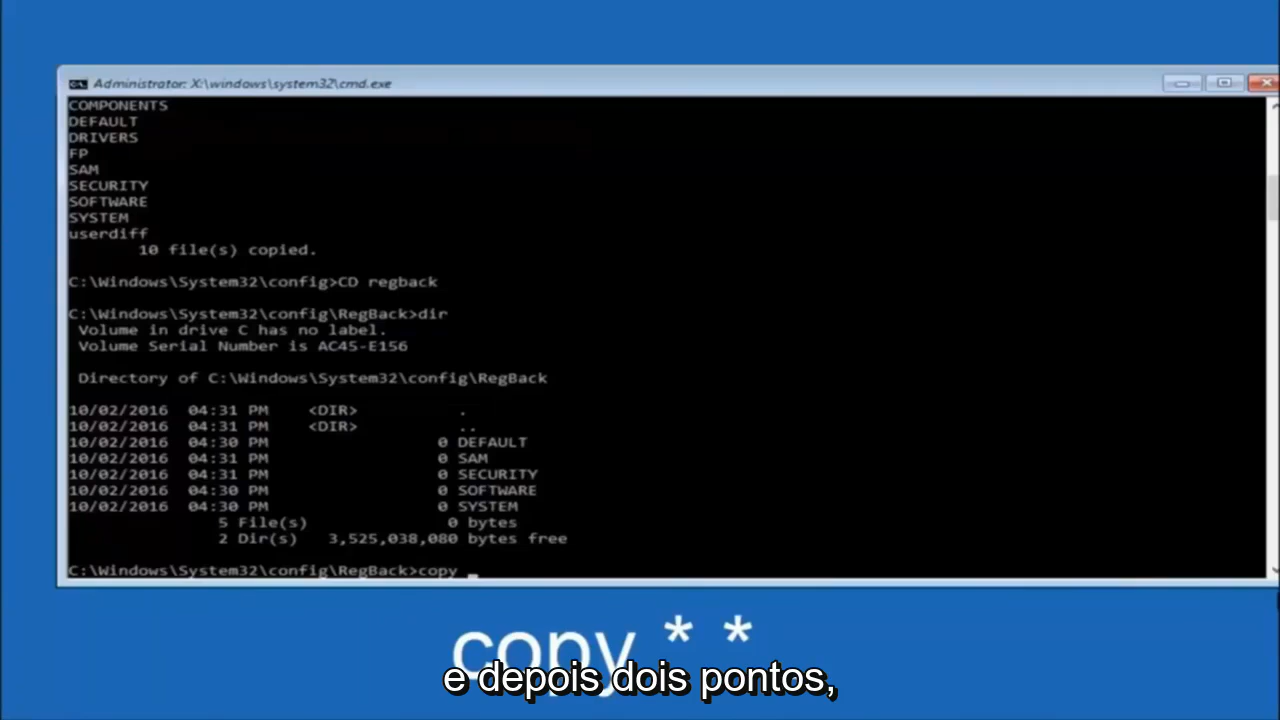 Administrator: X:\windows\system32\cmd.exe
COMPONENTS
DEFAULT
DRIVERS
FP
SAM
SECURITY
SOFTWARE
SYSTEM
userdiff
10 file(s) copied.
C:\Windows\System32\config>CD regback
C:\Windows\System32\config\RegBack>dir
Volume in drive C has no label.
Volume Serial Number is AC45-E156
Directory of C:\Windows\System32\config\RegBack
10/02/2016 04:31 PM <DIR> .
10/02/2016 04:31 PM <DIR> ..
10/02/2016 04:30 PM 0 DEFAULT
10/02/2016 04:31 PM 0 SAM
10/02/2016 04:31 PM 0 SECURITY
10/02/2016 04:30 PM 0 SOFTWARE
10/02/2016 04:30 PM 0 SYSTEM
5 File(s) 0 bytes
2 Dir(s) 3,525,038,080 bytes free
C:\Windows\System32\config\RegBack>copy _
copy * *
e depois dois pontos,